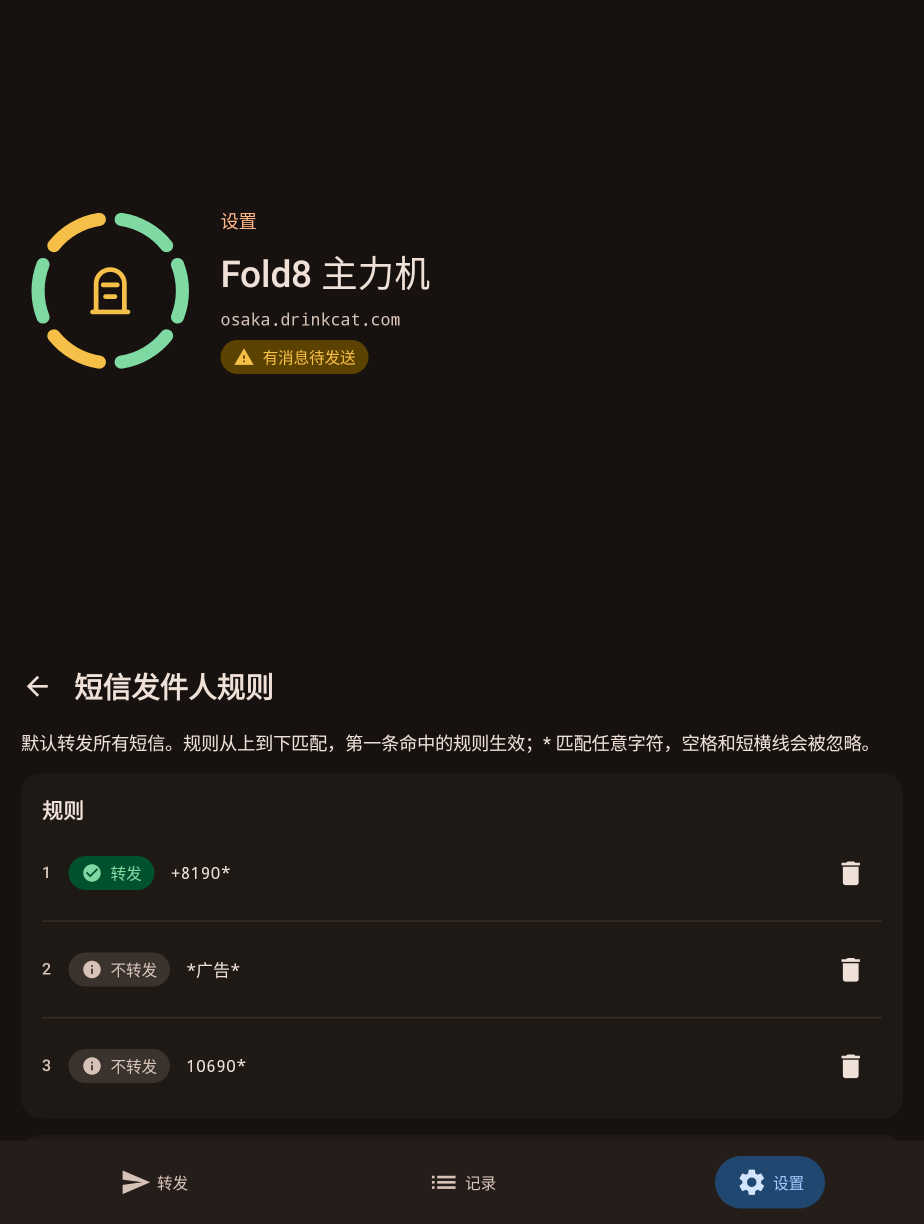 设置
Fold8 主力机
osaka.drinkcat.com
有消息待发送
短信发件人规则
默认转发所有短信。规则从上到下匹配，第一条命中的规则生效；* 匹配任意字符，空格和短横线会被忽略。
规则
1 转发 +8190*
2 不转发 *广告*
3 不转发 10690*
转发 记录 设置